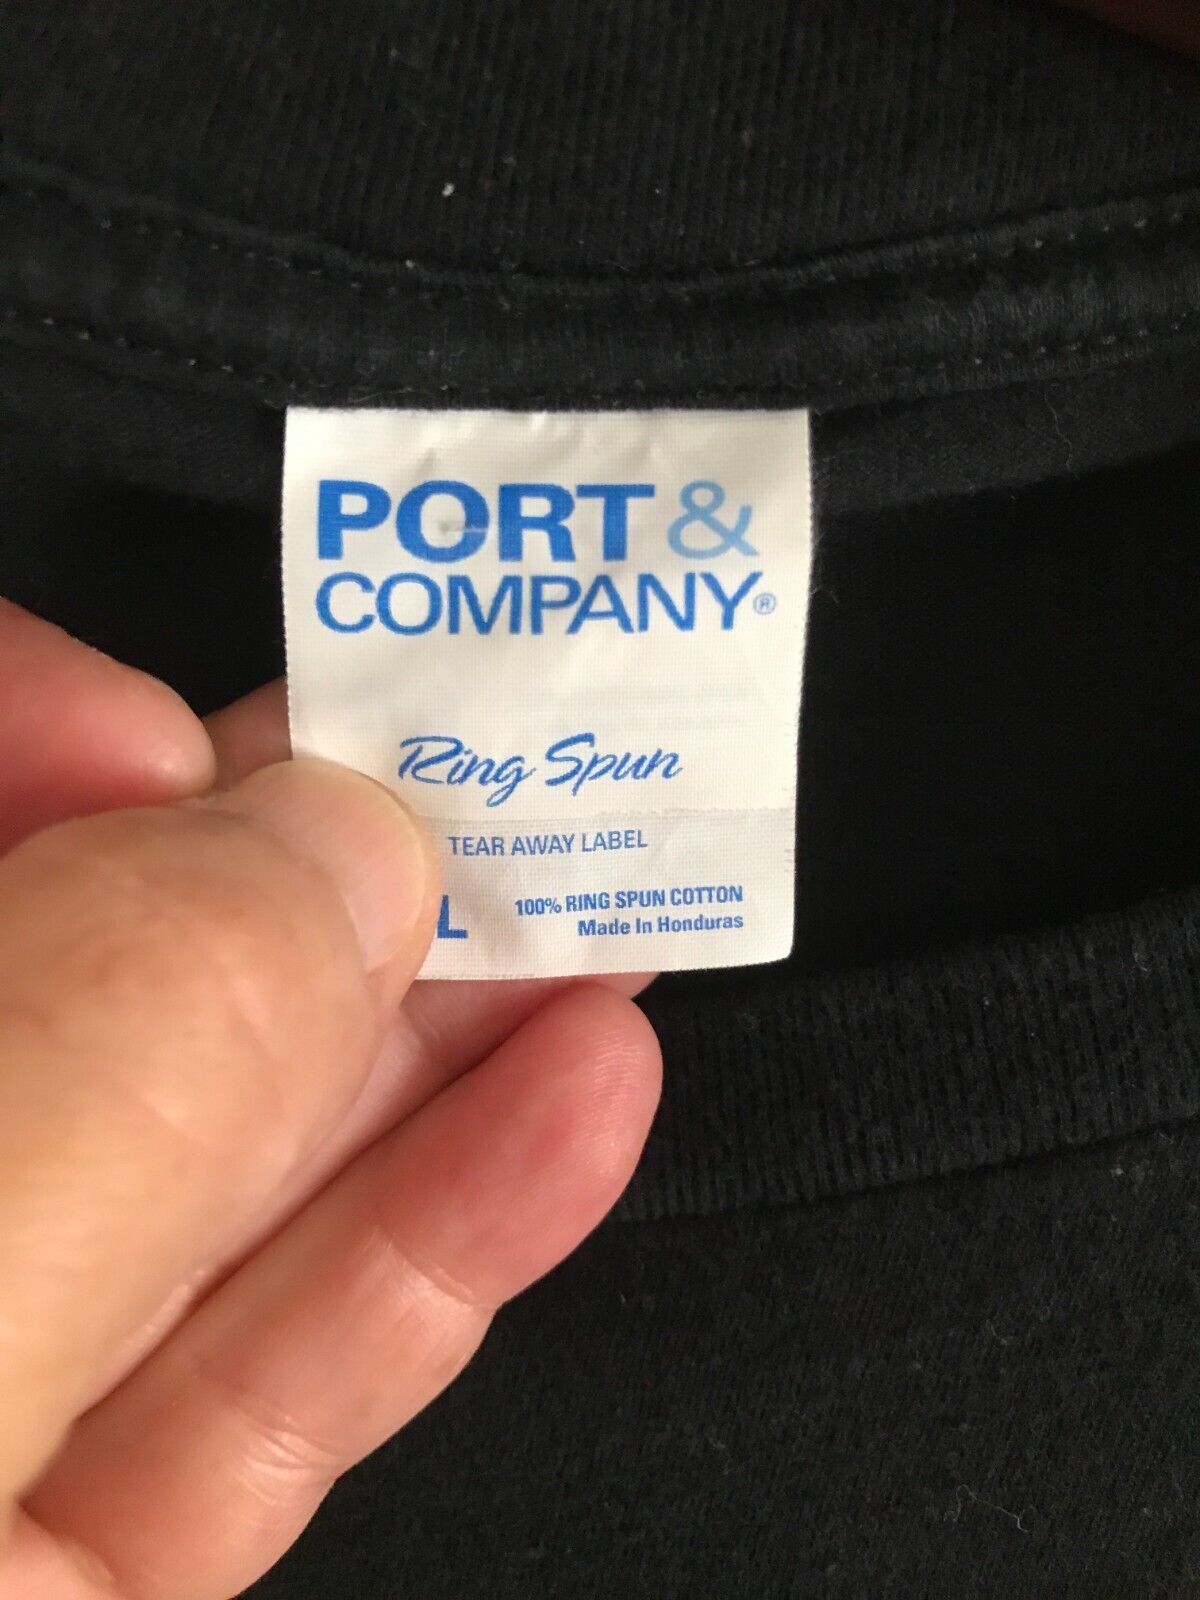 PORT &
COMPANY®
Ring Spun
TEAR AWAY LABEL
L
100% RING SPUN COTTON
Made In Honduras